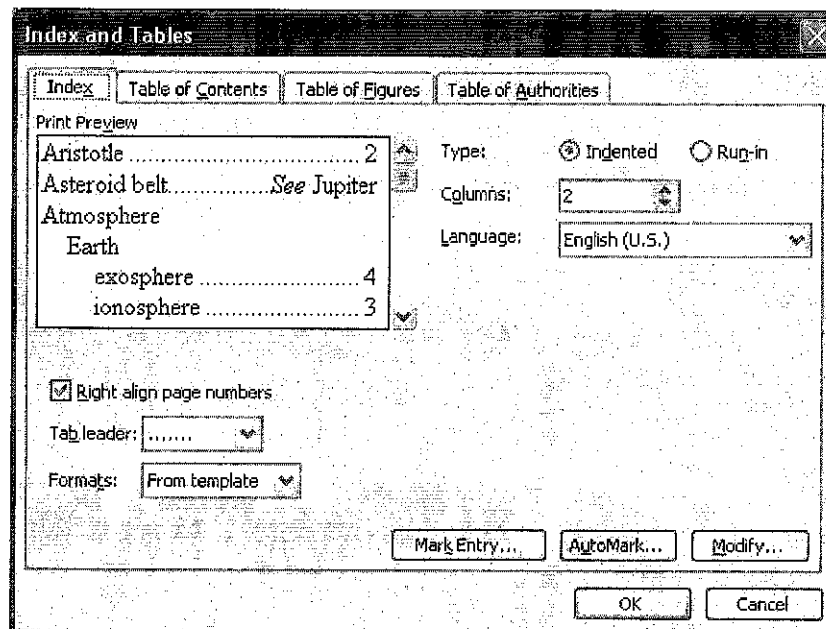 Index and Tables
Index Table of Contents Table of Figures Table of Authorities
Print Preview
Aristotle ........................... 2
Asteroid belt...............See Jupiter
Atmosphere
Earth
exosphere .................... 4
ionosphere .................... 3
Type: Indented Run-in
Columns: 2
Language: English (U.S.)
Right align page numbers
Tab leader: .......
Formats: From template
Mark Entry... AutoMark... Modify...
OK Cancel